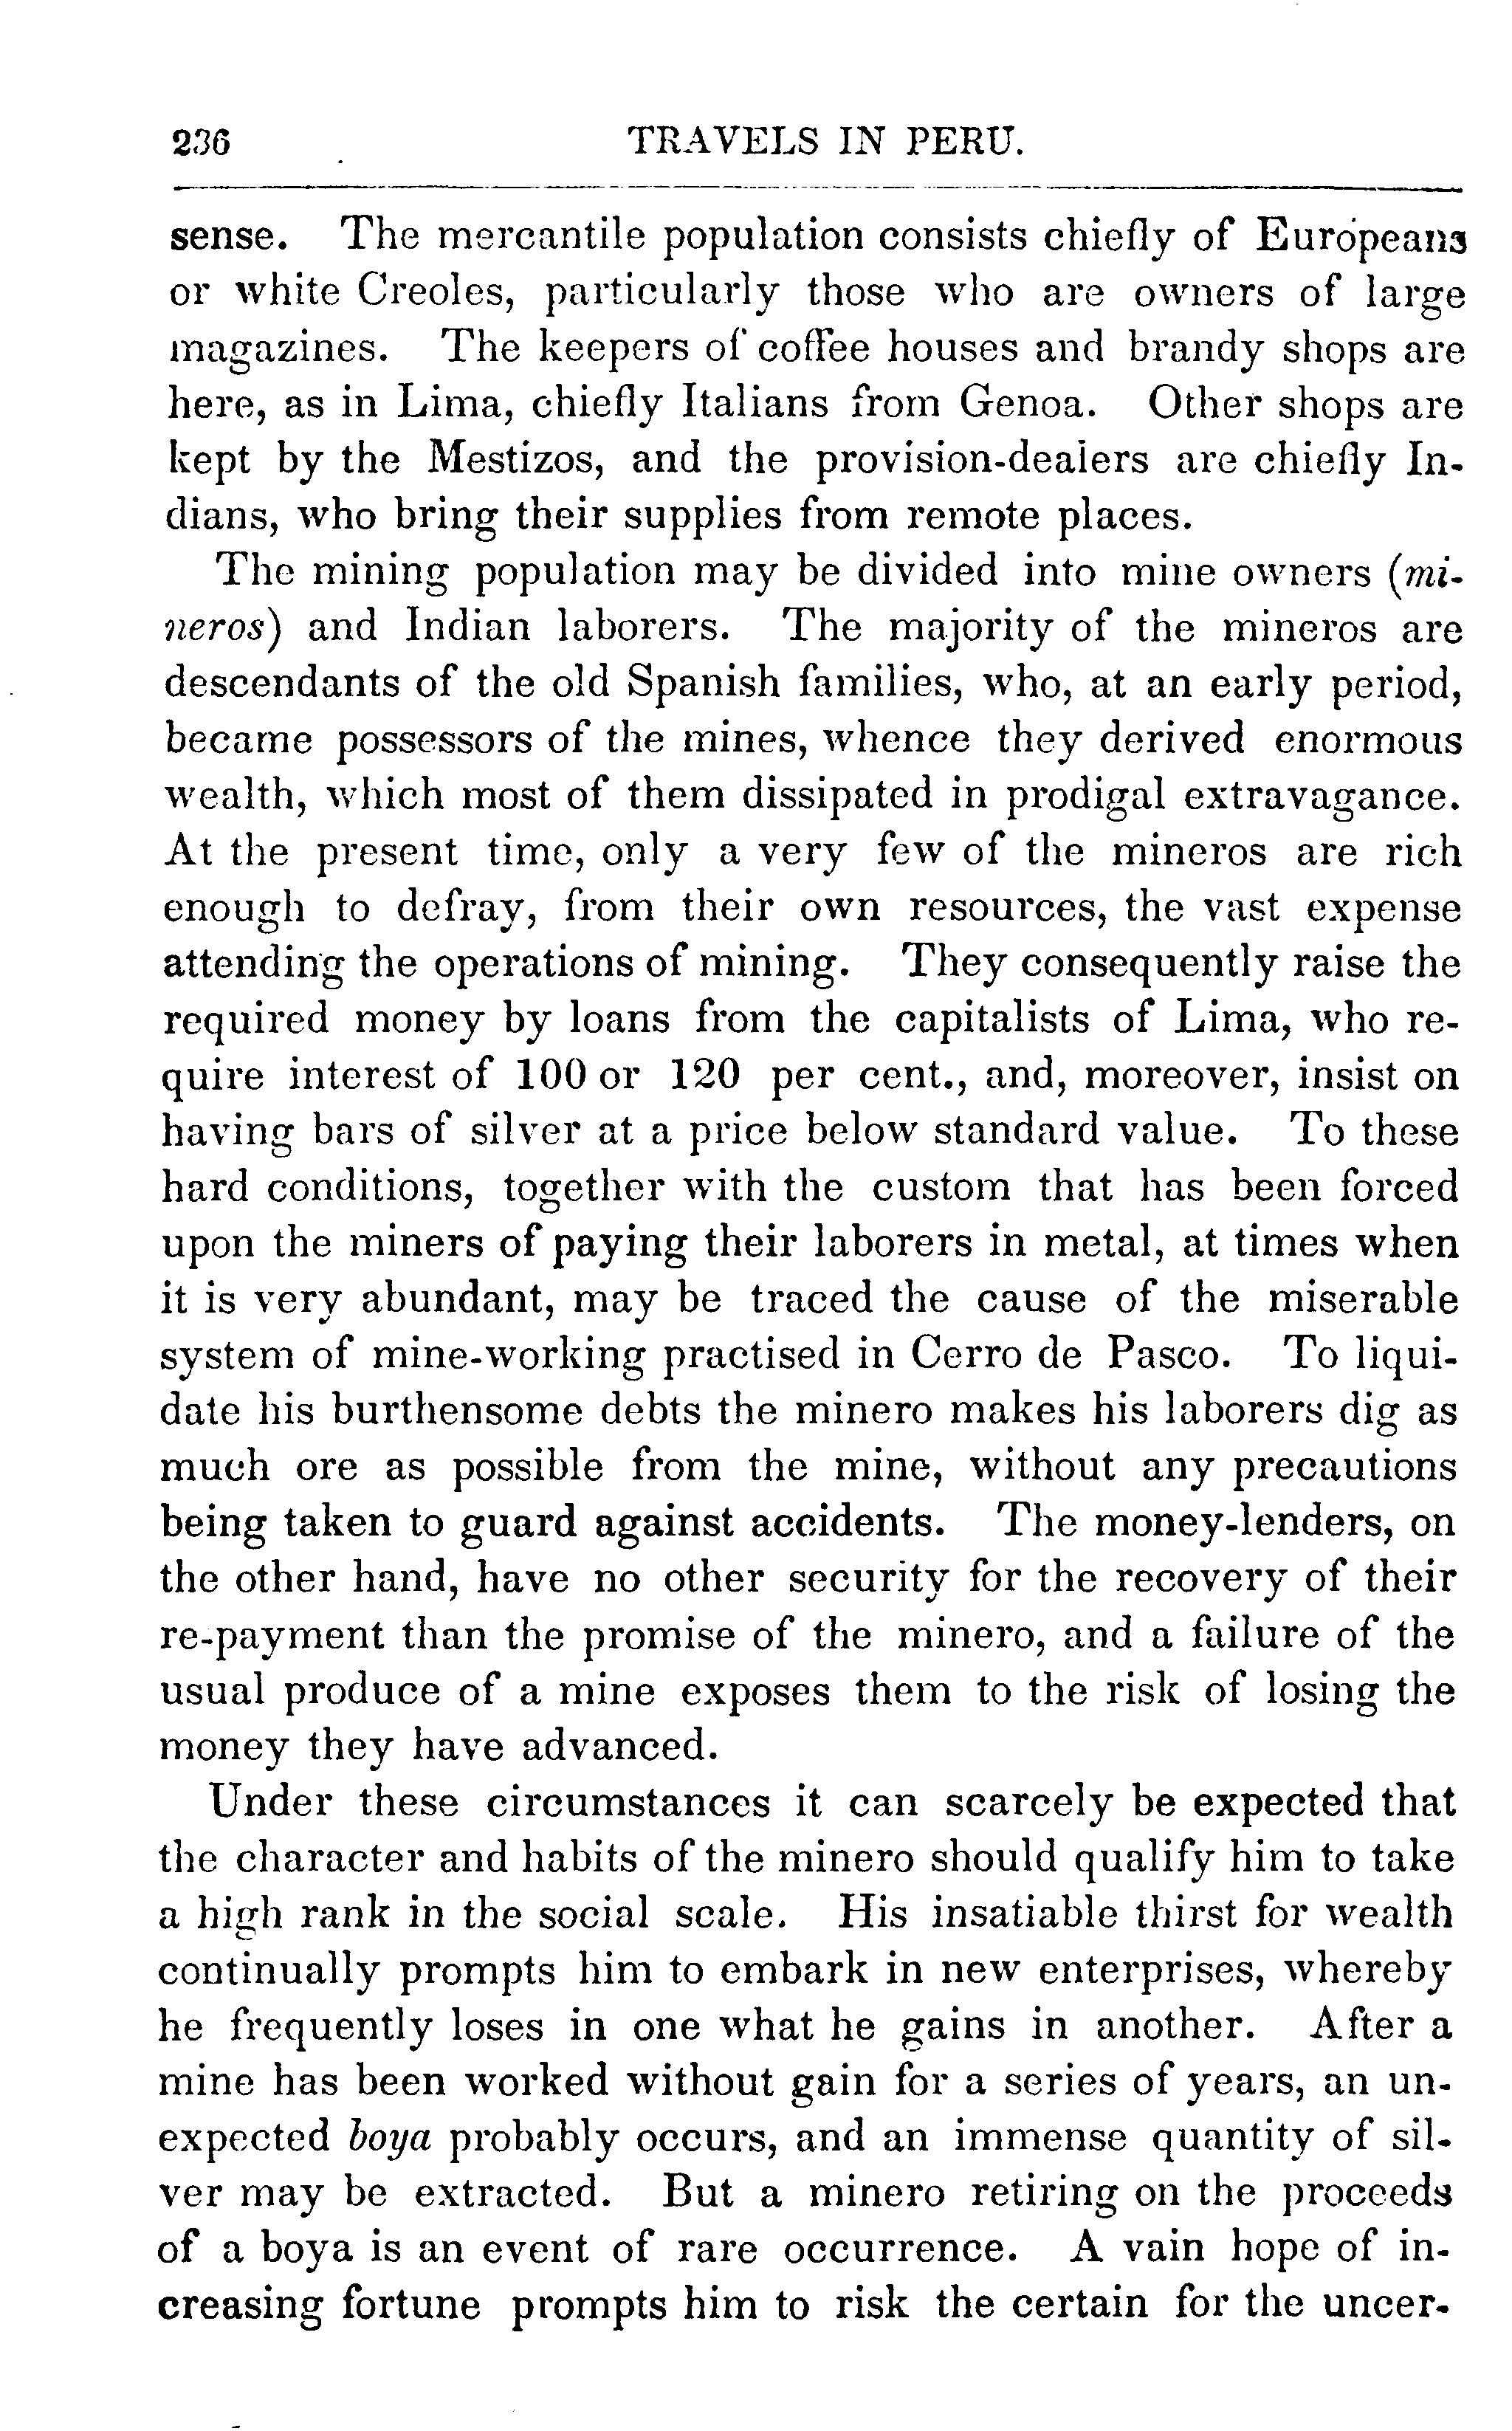 236 TRAVELS IN PERU.
sense. The mercantile population consists chiefly of Europeans
or white Creoles, particularly those who are owners of large
magazines. The keepers of coffee houses and brandy shops are
here, as in Lima, chiefly Italians from Genoa. Other shops are
kept by the Mestizos, and the provision-dealers are chiefly In-
dians, who bring their supplies from remote places.
The mining population may be divided into mine owners (mi-
neros) and Indian laborers. The majority of the mineros are
descendants of the old Spanish families, who, at an early period,
became possessors of the mines, whence they derived enormous
wealth, which most of them dissipated in prodigal extravagance.
At the present time, only a very few of the mineros are rich
enough to defray, from their own resources, the vast expense
attending the operations of mining. They consequently raise the
required money by loans from the capitalists of Lima, who re-
quire interest of 100 or 120 per cent., and, moreover, insist on
having bars of silver at a price below standard value. To these
hard conditions, together with the custom that has been forced
upon the miners of paying their laborers in metal, at times when
it is very abundant, may be traced the cause of the miserable
system of mine-working practised in Cerro de Pasco. To liqui-
date his burthensome debts the minero makes his laborers dig as
much ore as possible from the mine, without any precautions
being taken to guard against accidents. The money-lenders, on
the other hand, have no other security for the recovery of their
re-payment than the promise of the minero, and a failure of the
usual produce of a mine exposes them to the risk of losing the
money they have advanced.
Under these circumstances it can scarcely be expected that
the character and habits of the minero should qualify him to take
a high rank in the social scale. His insatiable thirst for wealth
continually prompts him to embark in new enterprises, whereby
he frequently loses in one what he gains in another. After a
mine has been worked without gain for a series of years, an un-
expected boya probably occurs, and an immense quantity of sil-
ver may be extracted. But a minero retiring on the proceeds
of a boya is an event of rare occurrence. A vain hope of in-
creasing fortune prompts him to risk the certain for the uncer-